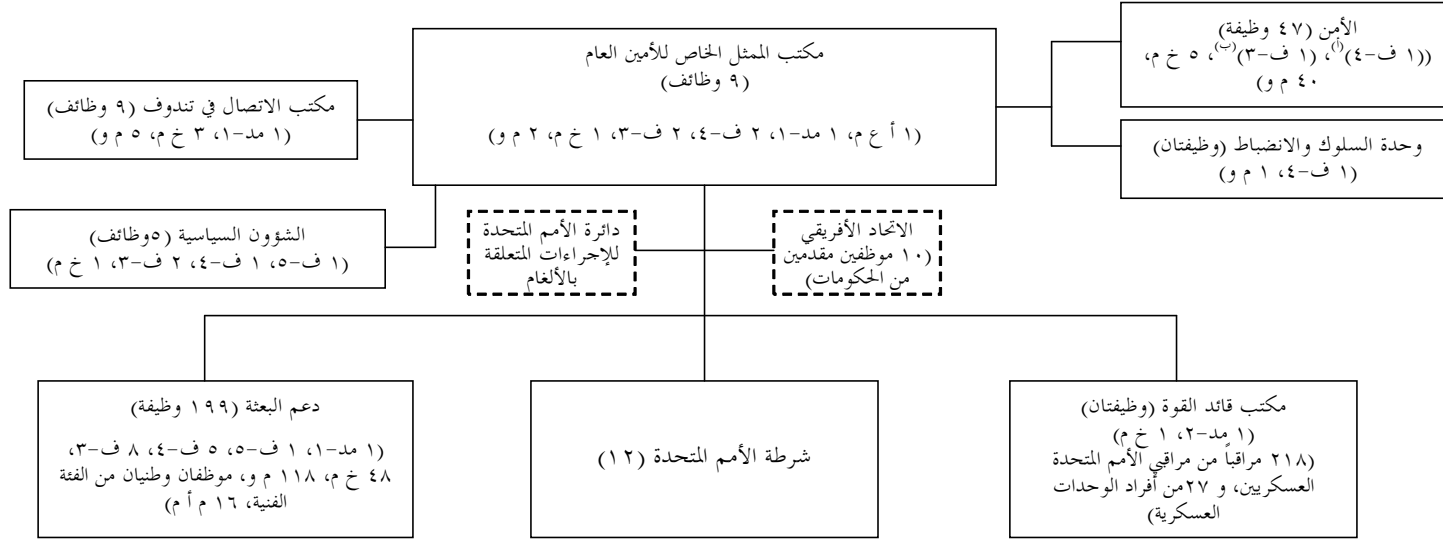 الأمن (٤٧ وظيفة)
((١ ف-٤)(أ)، (١ ف-٣)(ب)، ٥ خ م،
٤٠ م و)
مكتب الممثل الخاص للأمين العام
(٩ وظائف)
(١ أ ع م، ١ مد-١، ٢ ف-٤، ٢ ف-٣، ١ خ م، ٢ م و)
مكتب الاتصال في تندوف (٩ وظائف)
(١ مد-١، ٣ خ م، ٥ م و)
وحدة السلوك والانضباط (وظيفتان)
(١ ف-٤، ١ م و)
الشؤون السياسية (٥وظائف)
(١ ف-٥، ١ ف-٤، ٢ ف-٣، ١ خ م)
الاتحاد الأفريقي
(١٠ موظفين مقدمين
من الحكومات)
دائرة الأمم المتحدة
للإجراءات المتعلقة
بالألغام
مكتب قائد القوة (وظيفتان)
(١ مد-٢، ١ خ م)
(٢١٨ مراقباً من مراقبي الأمم المتحدة
العسكريين، و ٢٧من أفراد الوحدات
العسكرية)
شرطة الأمم المتحدة (١٢)
دعم البعثة (١٩٩ وظيفة)
(١ مد-١، ١ ف-٥، ٥ ف-٤، ٨ ف-٣،
٤٨ خ م، ١١٨ م و، موظفان وطنيان من الفئة
الفنية، ١٦ م أ م)